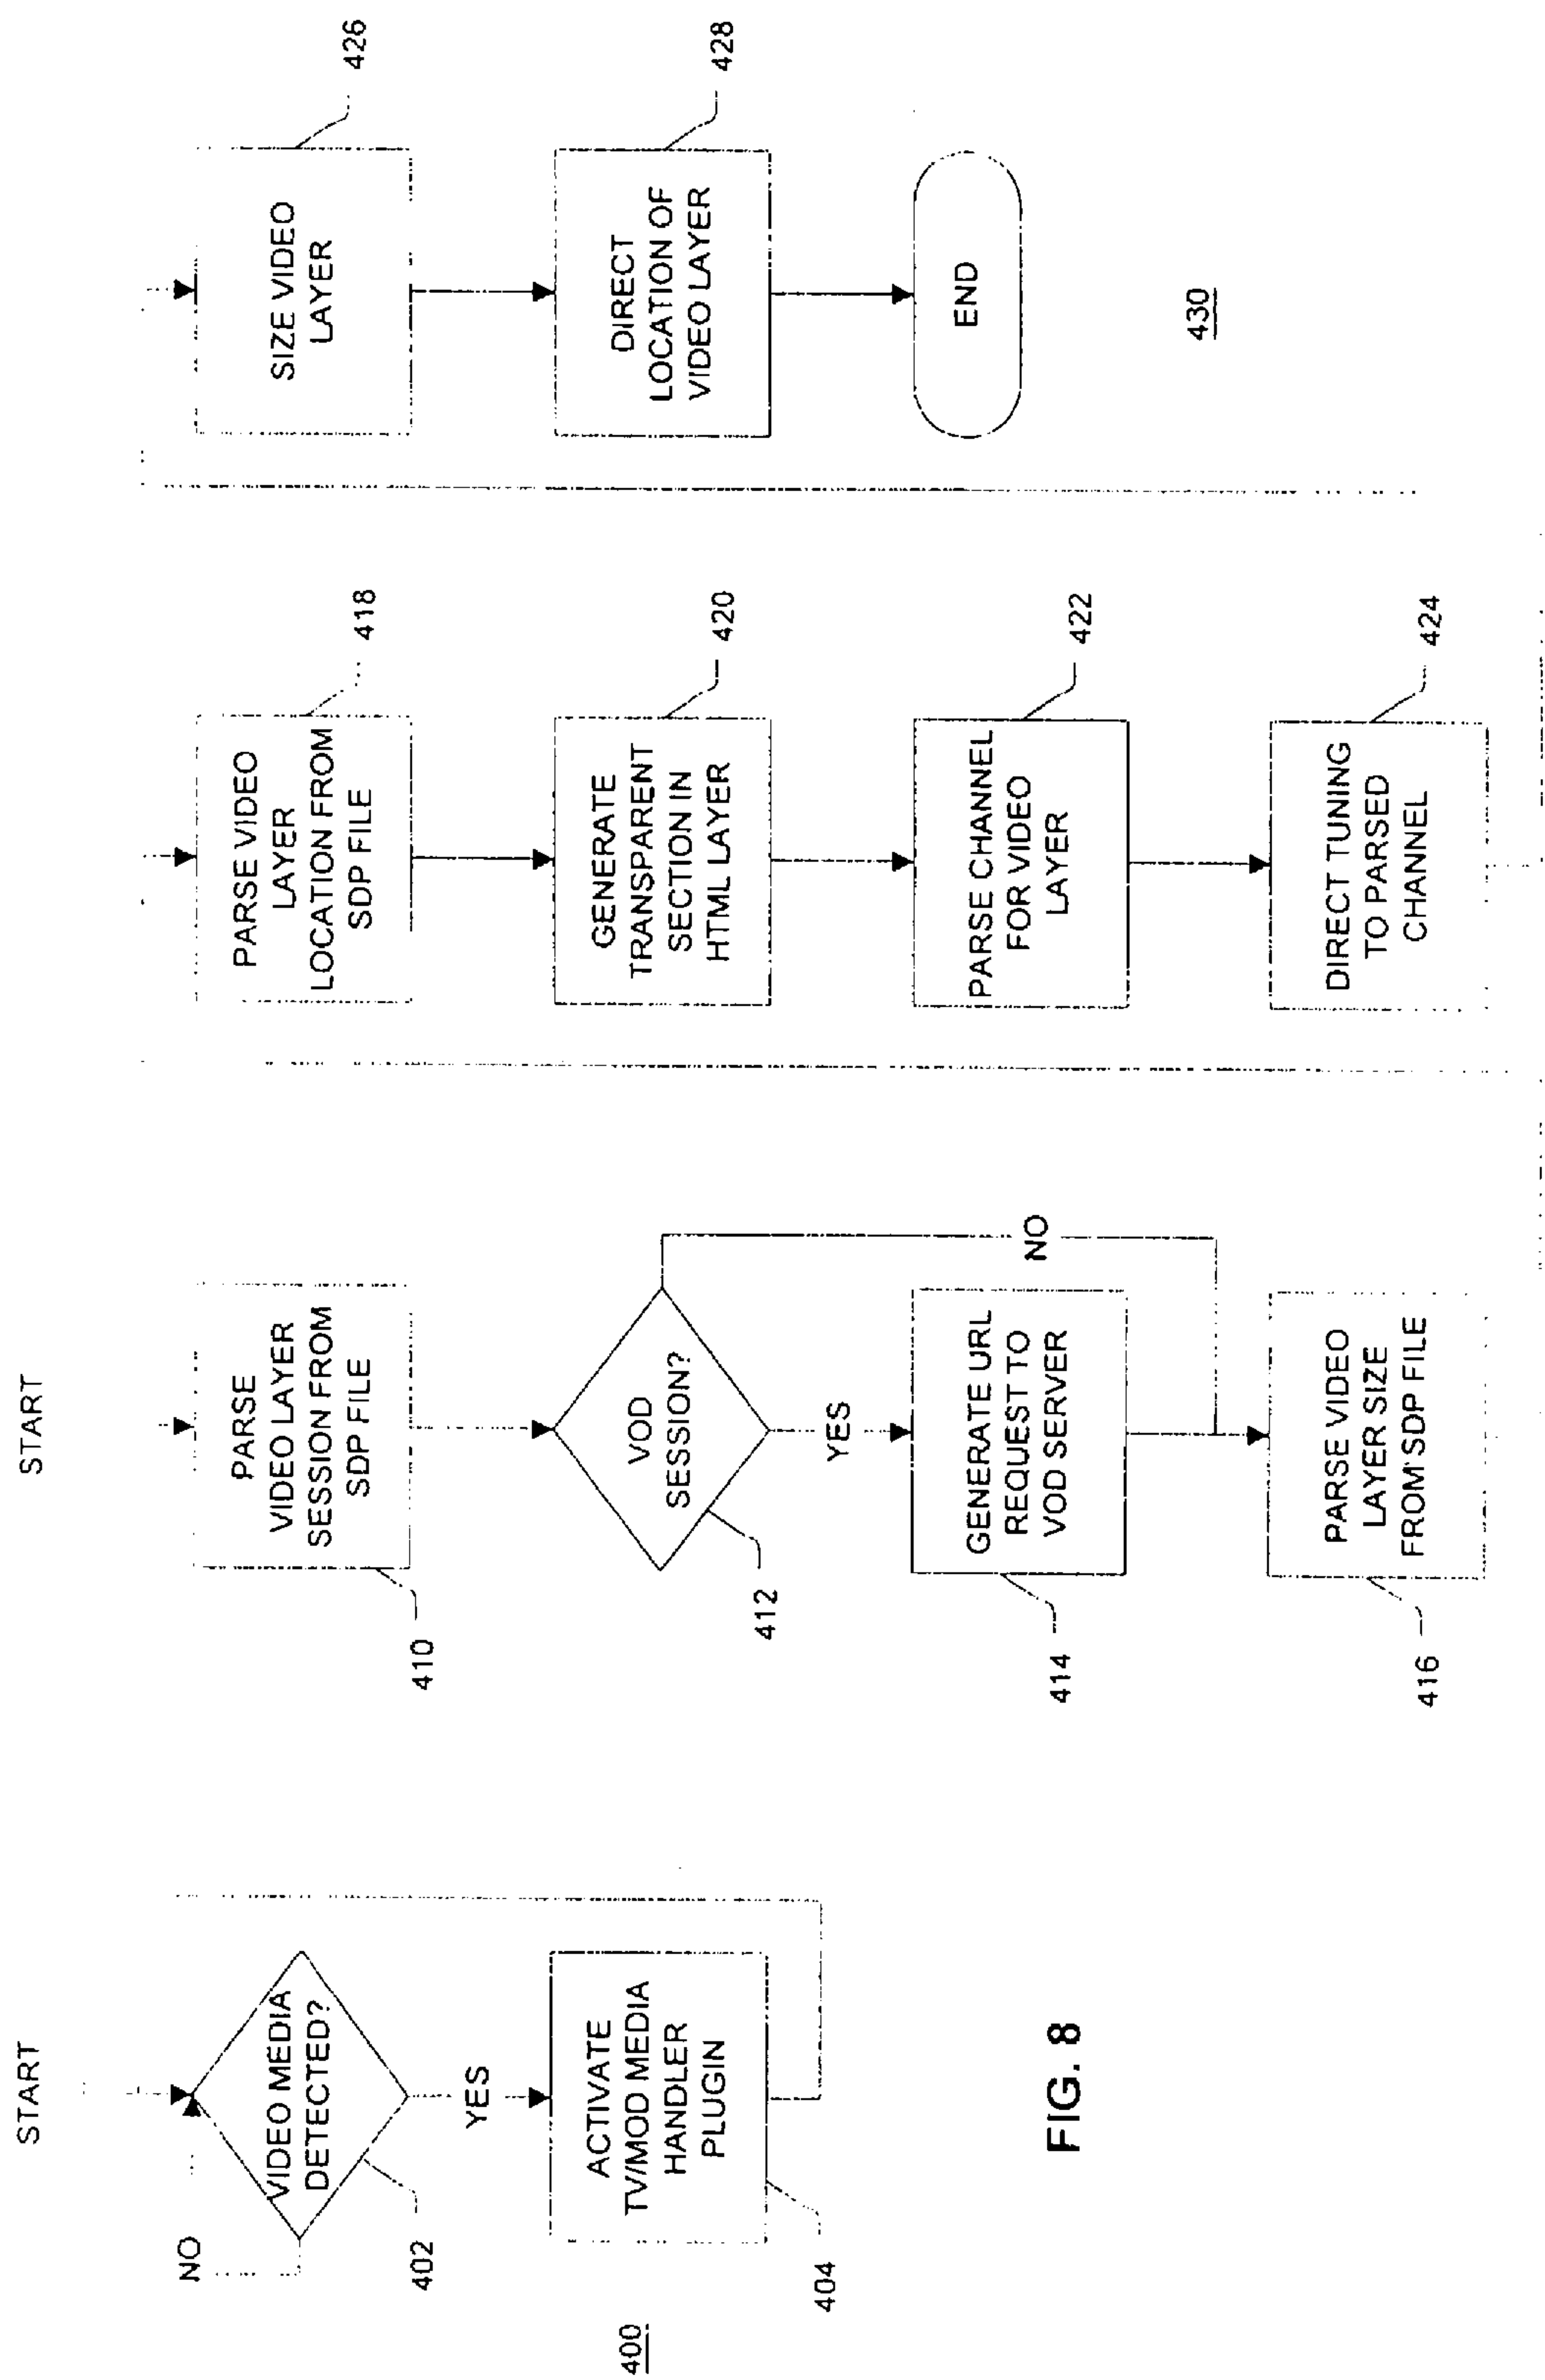 START
NO
VIDEO MEDIA
DETECTED?
402
YES
ACTIVATE
TV/MOD MEDIA
HANDLER
PLUGIN
404
400
START
PARSE
VIDEO LAYER
SESSION FROM
SDP FILE
410
VOD
SESSION?
412
NO
YES
GENERATE URL
REQUEST TO
VOD SERVER
414
PARSE VIDEO
LAYER SIZE
FROM SDP FILE
416
PARSE VIDEO
LAYER
LOCATION FROM
SDP FILE
418
GENERATE
TRANSPARENT
SECTION IN
HTML LAYER
420
PARSE CHANNEL
FOR VIDEO
LAYER
422
DIRECT TUNING
TO PARSED
CHANNEL
424
SIZE VIDEO
LAYER
426
DIRECT
LOCATION OF
VIDEO LAYER
428
END
430
FIG. 8